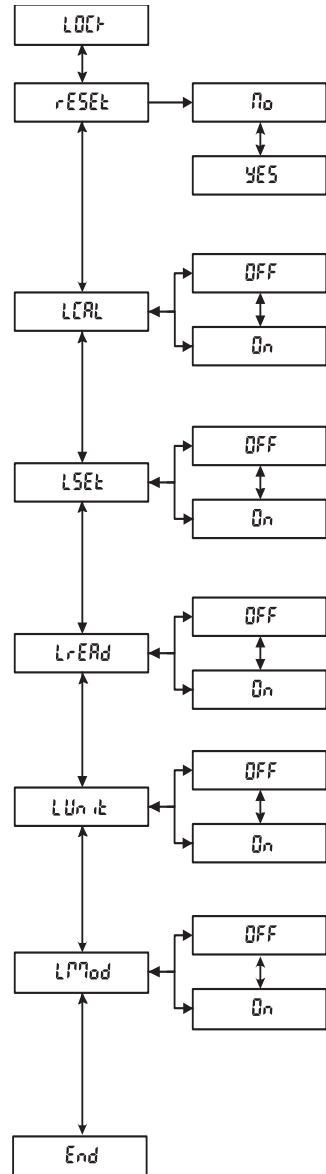 LOCk
rESEt
No
YES
LCAL
OFF
On
LSEt
OFF
On
LrEAd
OFF
On
LUnit
OFF
On
LMod
OFF
On
End